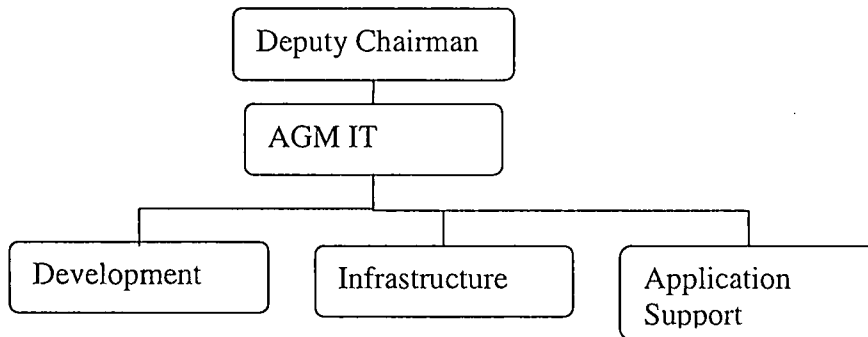 Deputy Chairman
AGM IT
Development
Infrastructure
Application
Support